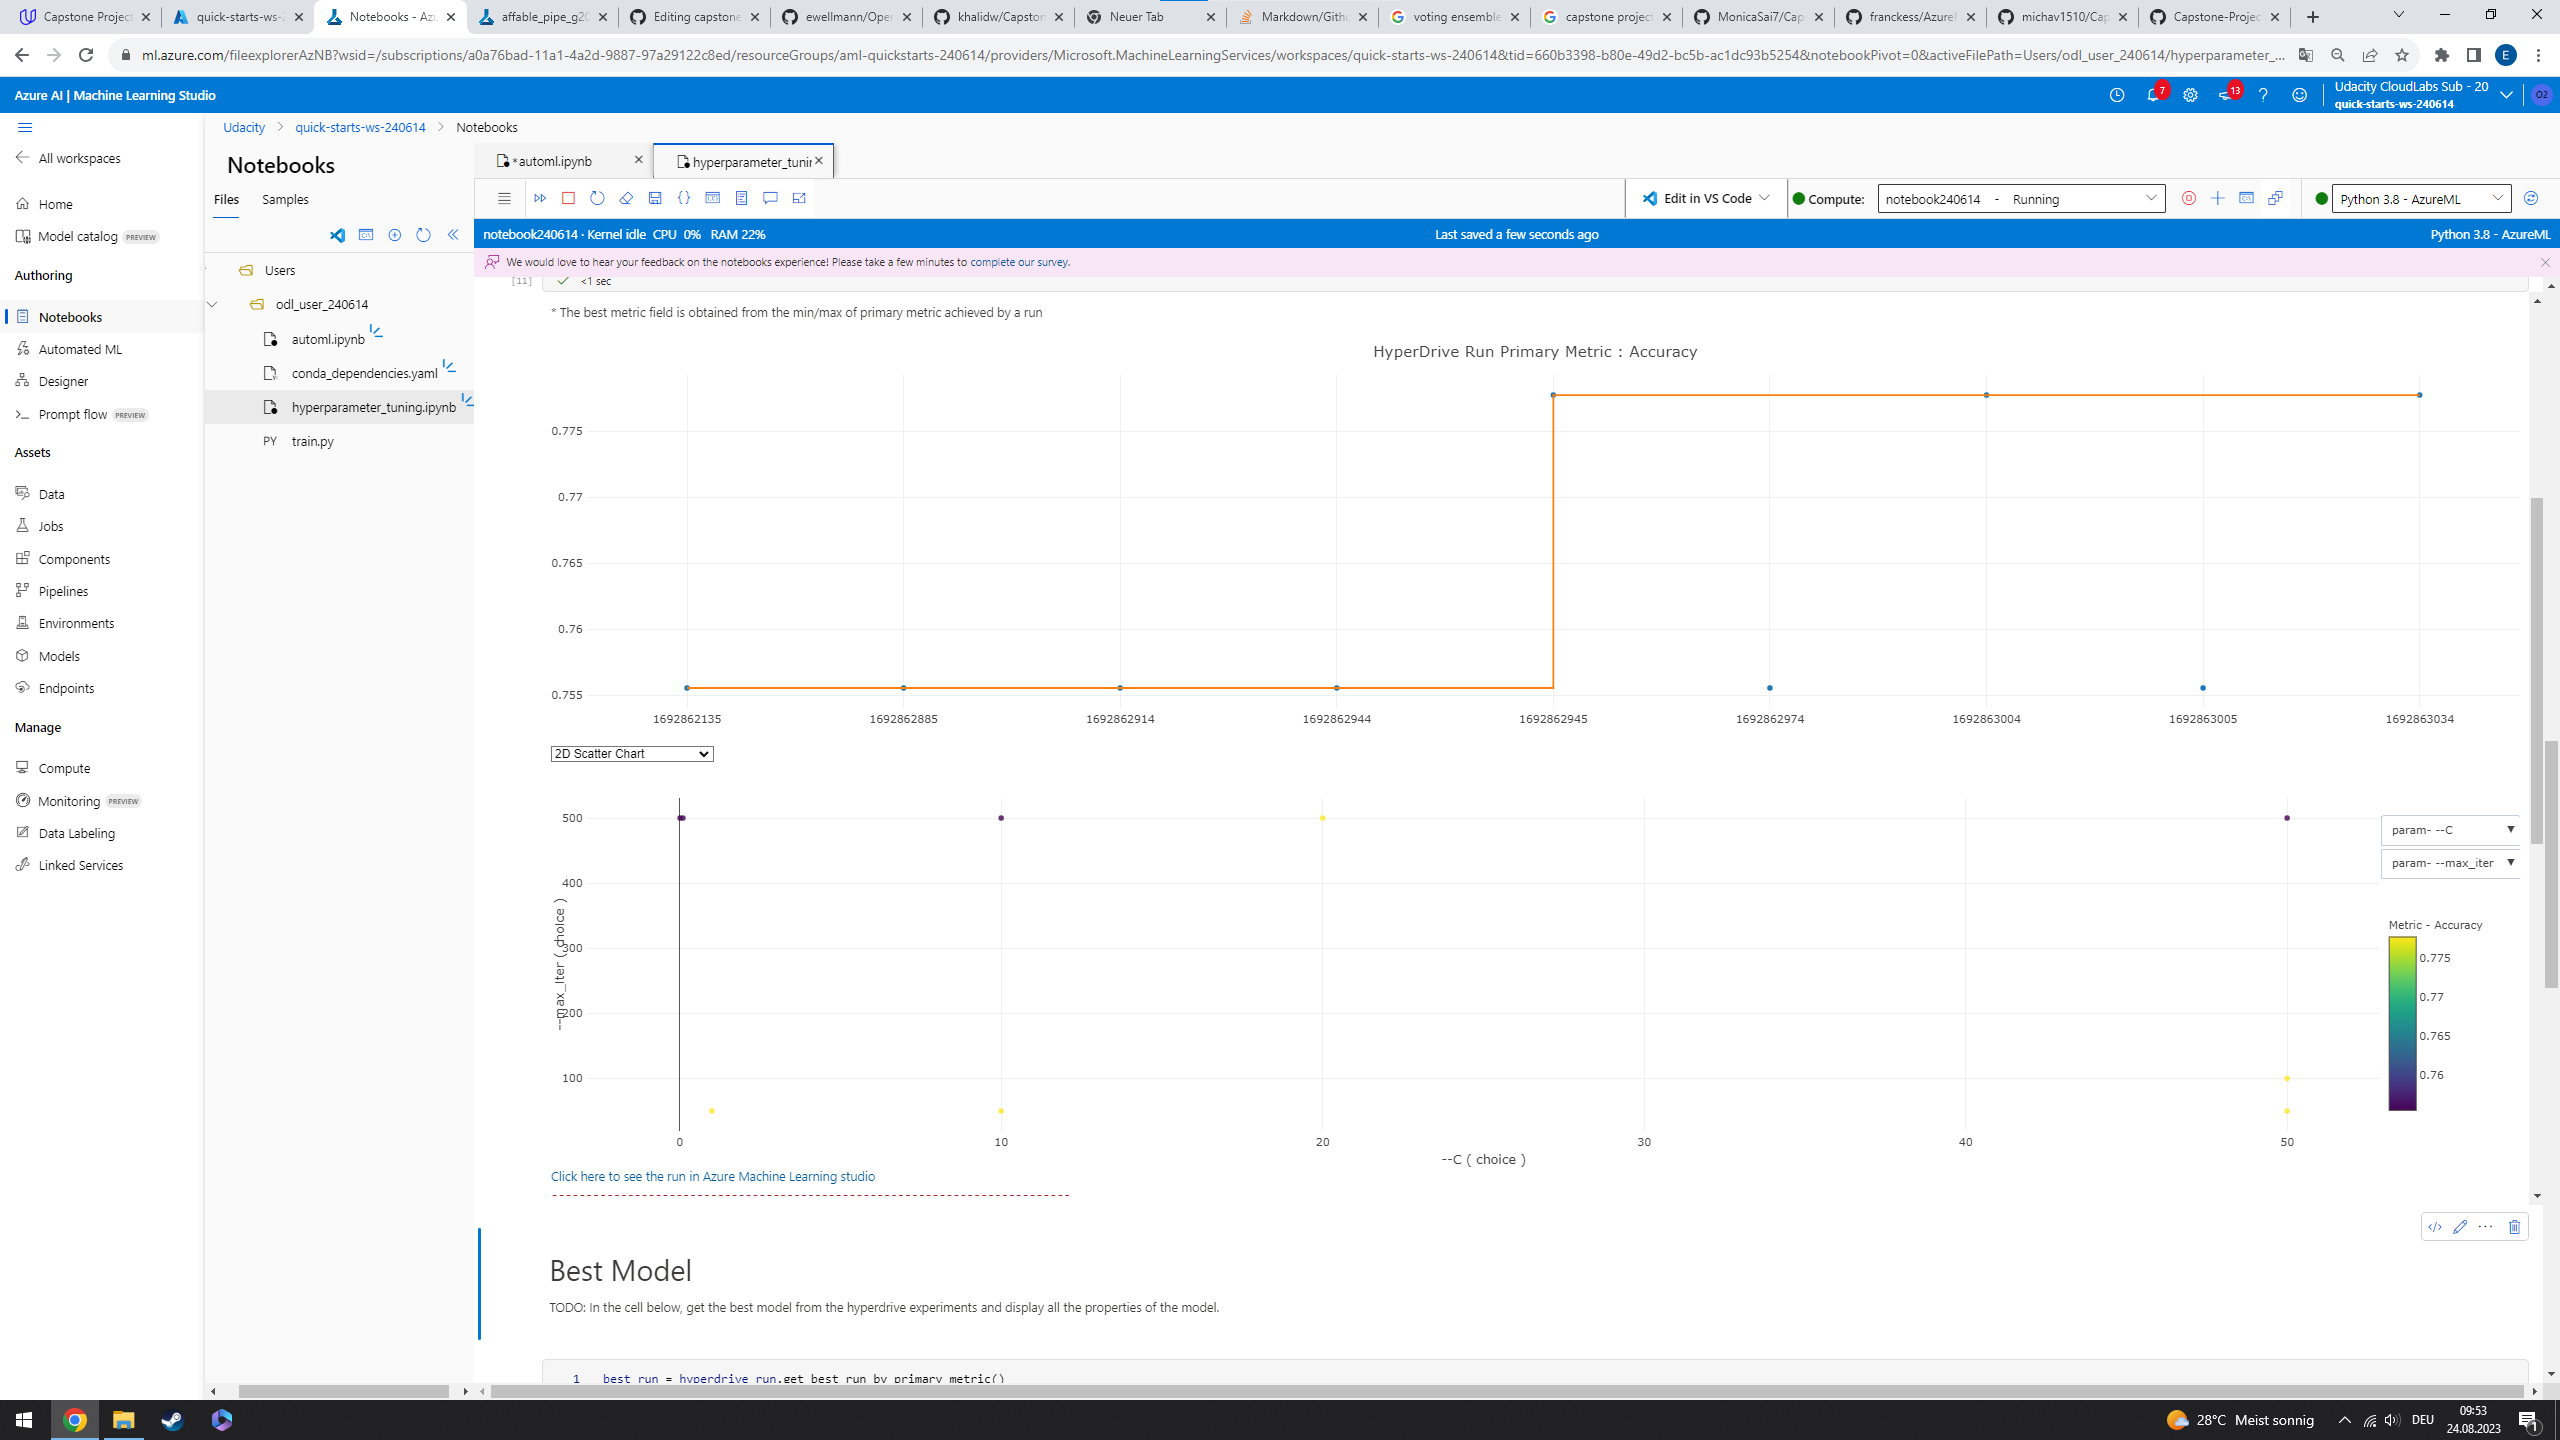 Capstone Project
quick-starts-ws-2
Notebooks - Azu
affable_pipe_g20
Editing capstone
ewellmann/Oper
khalidw/Capston
Neuer Tab
Markdown/Githu
voting ensemble
capstone project
MonicaSai7/Cap
franckess/AzureM
michav1510/Cap
Capstone-Projec
ml.azure.com/fileexplorerAzNB?wsid=/subscriptions/a0a76bad-11a1-4a2d-9887-97a29122c8ed/resourceGroups/aml-quickstarts-240614/providers/Microsoft.MachineLearningServices/workspaces/quick-starts-ws-240614&tid=660b3398-b80e-49d2-bc5b-ac1dc93b5254&notebookPivot=0&activeFilePath=Users/odl_user_240614/hyperparameter_...
E
Azure AI | Machine Learning Studio
7
13
Udacity CloudLabs Sub - 20
quick-starts-ws-240614
O2
All workspaces
Home
Model catalog PREVIEW
Authoring
Notebooks
Automated ML
Designer
Prompt flow PREVIEW
Assets
Data
Jobs
Components
Pipelines
Environments
Models
Endpoints
Manage
Compute
Monitoring PREVIEW
Data Labeling
Linked Services
Udacity > quick-starts-ws-240614 > Notebooks
Notebooks
Files Samples
Users
odl_user_240614
automl.ipynb
conda_dependencies.yaml
hyperparameter_tuning.ipynb
PY train.py
*automl.ipynb
hyperparameter_tunin
Edit in VS Code
Compute: notebook240614 - Running
Python 3.8 - AzureML
notebook240614 · Kernel idle CPU 0% RAM 22%
Last saved a few seconds ago
Python 3.8 - AzureML
We would love to hear your feedback on the notebooks experience! Please take a few minutes to complete our survey.
[11] <1 sec
* The best metric field is obtained from the min/max of primary metric achieved by a run
HyperDrive Run Primary Metric : Accuracy
0.775
0.77
0.765
0.76
0.755
1692862135 1692862885 1692862914 1692862944 1692862945 1692862974 1692863004 1692863005 1692863034
2D Scatter Chart
500
400
300
200
100
--max_iter ( choice )
0 10 20 30 40 50
--C ( choice )
param- --C
param- --max_iter
Metric - Accuracy
0.775
0.77
0.765
0.76
Click here to see the run in Azure Machine Learning studio
---------------------------------------------------------------------------
Best Model
TODO: In the cell below, get the best model from the hyperdrive experiments and display all the properties of the model.
1 best_run = hyperdrive_run.get_best_run_by_primary_metric()
28°C Meist sonnig
DEU
09:53
24.08.2023
1